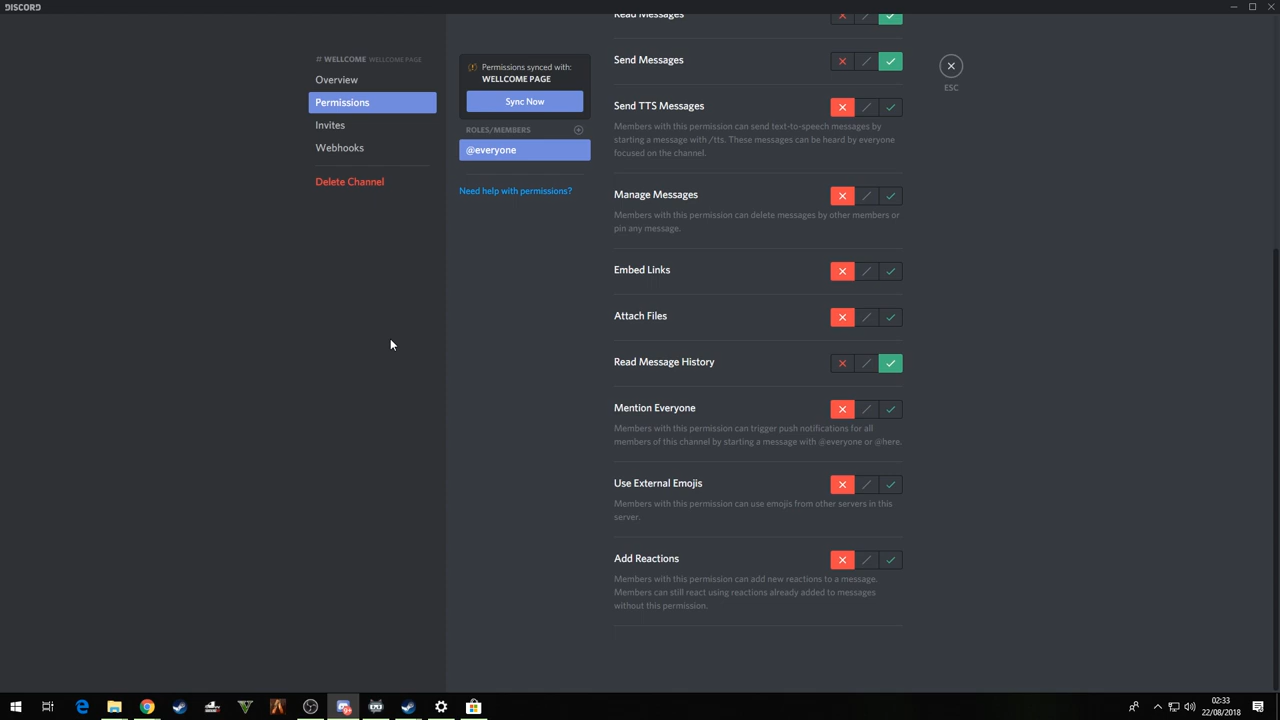 DISCORD
# WELLCOME WELLCOME PAGE
Overview
Permissions
Invites
Webhooks
Delete Channel
Permissions synced with:
WELLCOME PAGE
Sync Now
ROLES/MEMBERS
@everyone
Need help with permissions?
Read Messages
Send Messages
Send TTS Messages
Members with this permission can send text-to-speech messages by
starting a message with /tts. These messages can be heard by everyone
focused on the channel.
Manage Messages
Members with this permission can delete messages by other members or
pin any message.
Embed Links
Attach Files
Read Message History
Mention Everyone
Members with this permission can trigger push notifications for all
members of this channel by starting a message with @everyone or @here.
Use External Emojis
Members with this permission can use emojis from other servers in this
server.
Add Reactions
Members with this permission can add new reactions to a message.
Members can still react using reactions already added to messages
without this permission.
ESC
02:33
22/08/2018